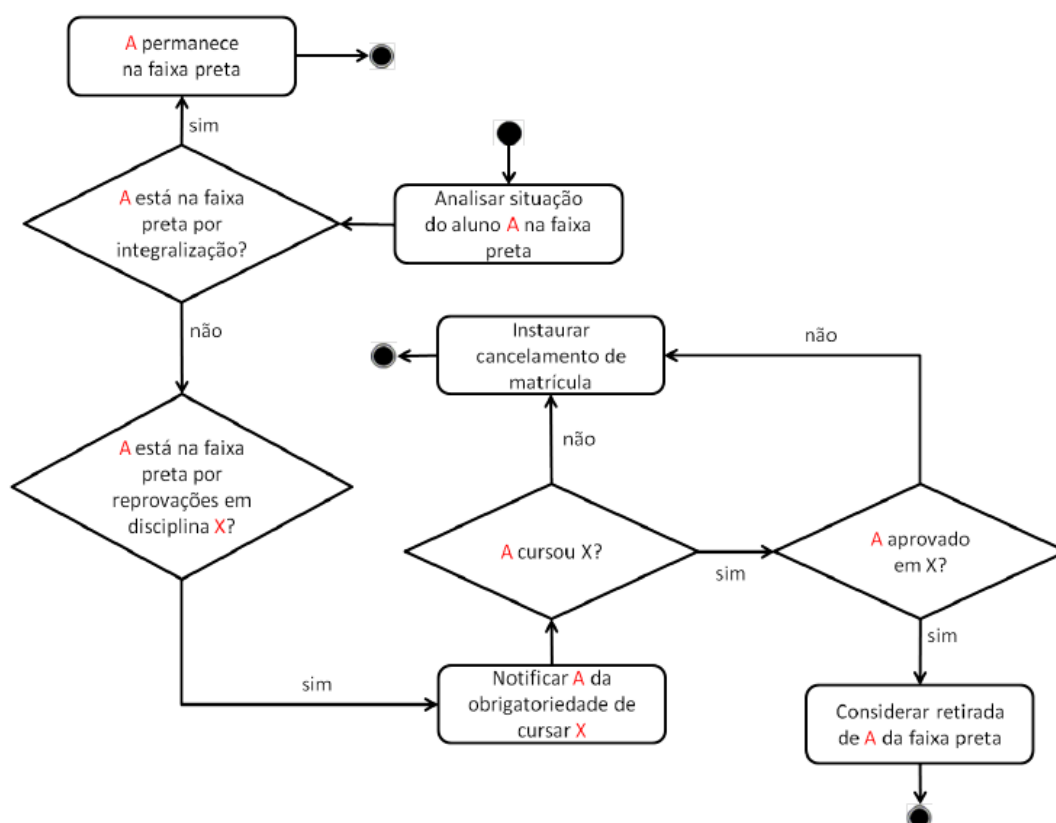 A permanece
na faixa preta
sim
A está na faixa
preta por
integralização?
Analisar situação
do aluno A na faixa
preta
não
A está na faixa
preta por
reprovações em
disciplina X?
sim
Notificar A da
obrigatoriedade de
cursar X
A cursou X?
não
Instaurar
cancelamento de
matrícula
sim
A aprovado
em X?
não
sim
Considerar retirada
de A da faixa preta